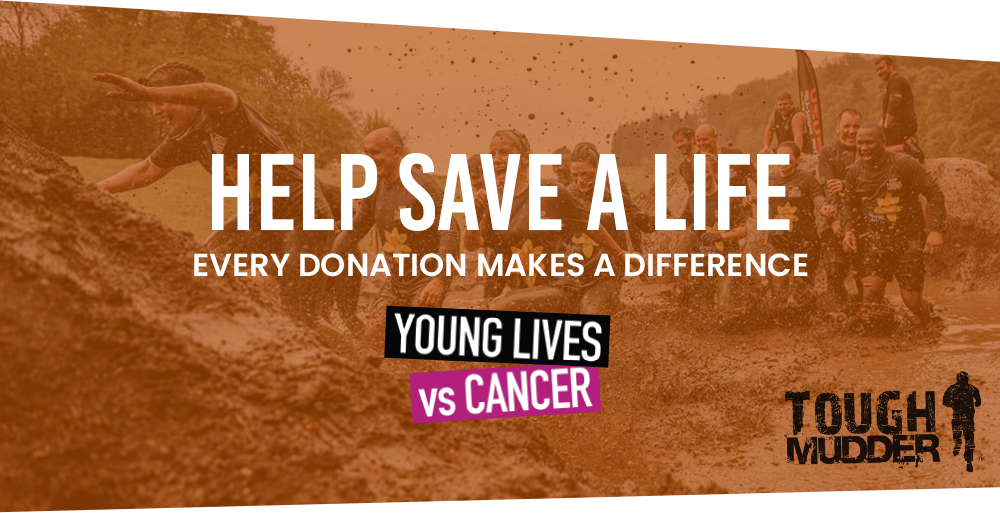 HELP SAVE A LIFE
EVERY DONATION MAKES A DIFFERENCE
YOUNG LIVES
vs CANCER
TOUGH
MUDDER